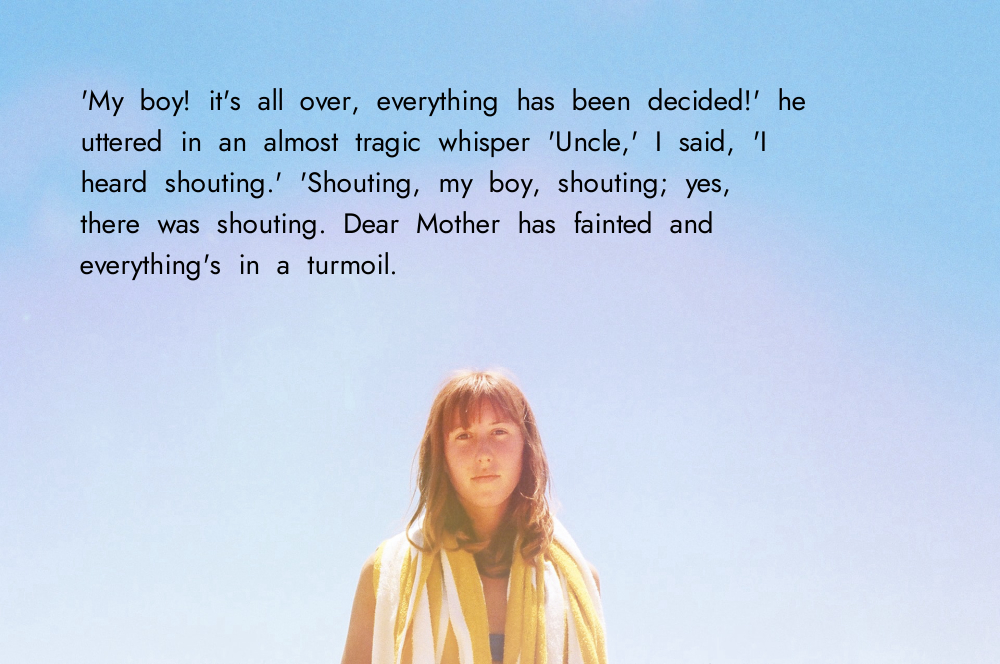 'My boy! it's all over, everything has been decided!' he
uttered in an almost tragic whisper 'Uncle,' I said, 'I
heard shouting.' 'Shouting, my boy, shouting; yes,
there was shouting. Dear Mother has fainted and
everything's in a turmoil.